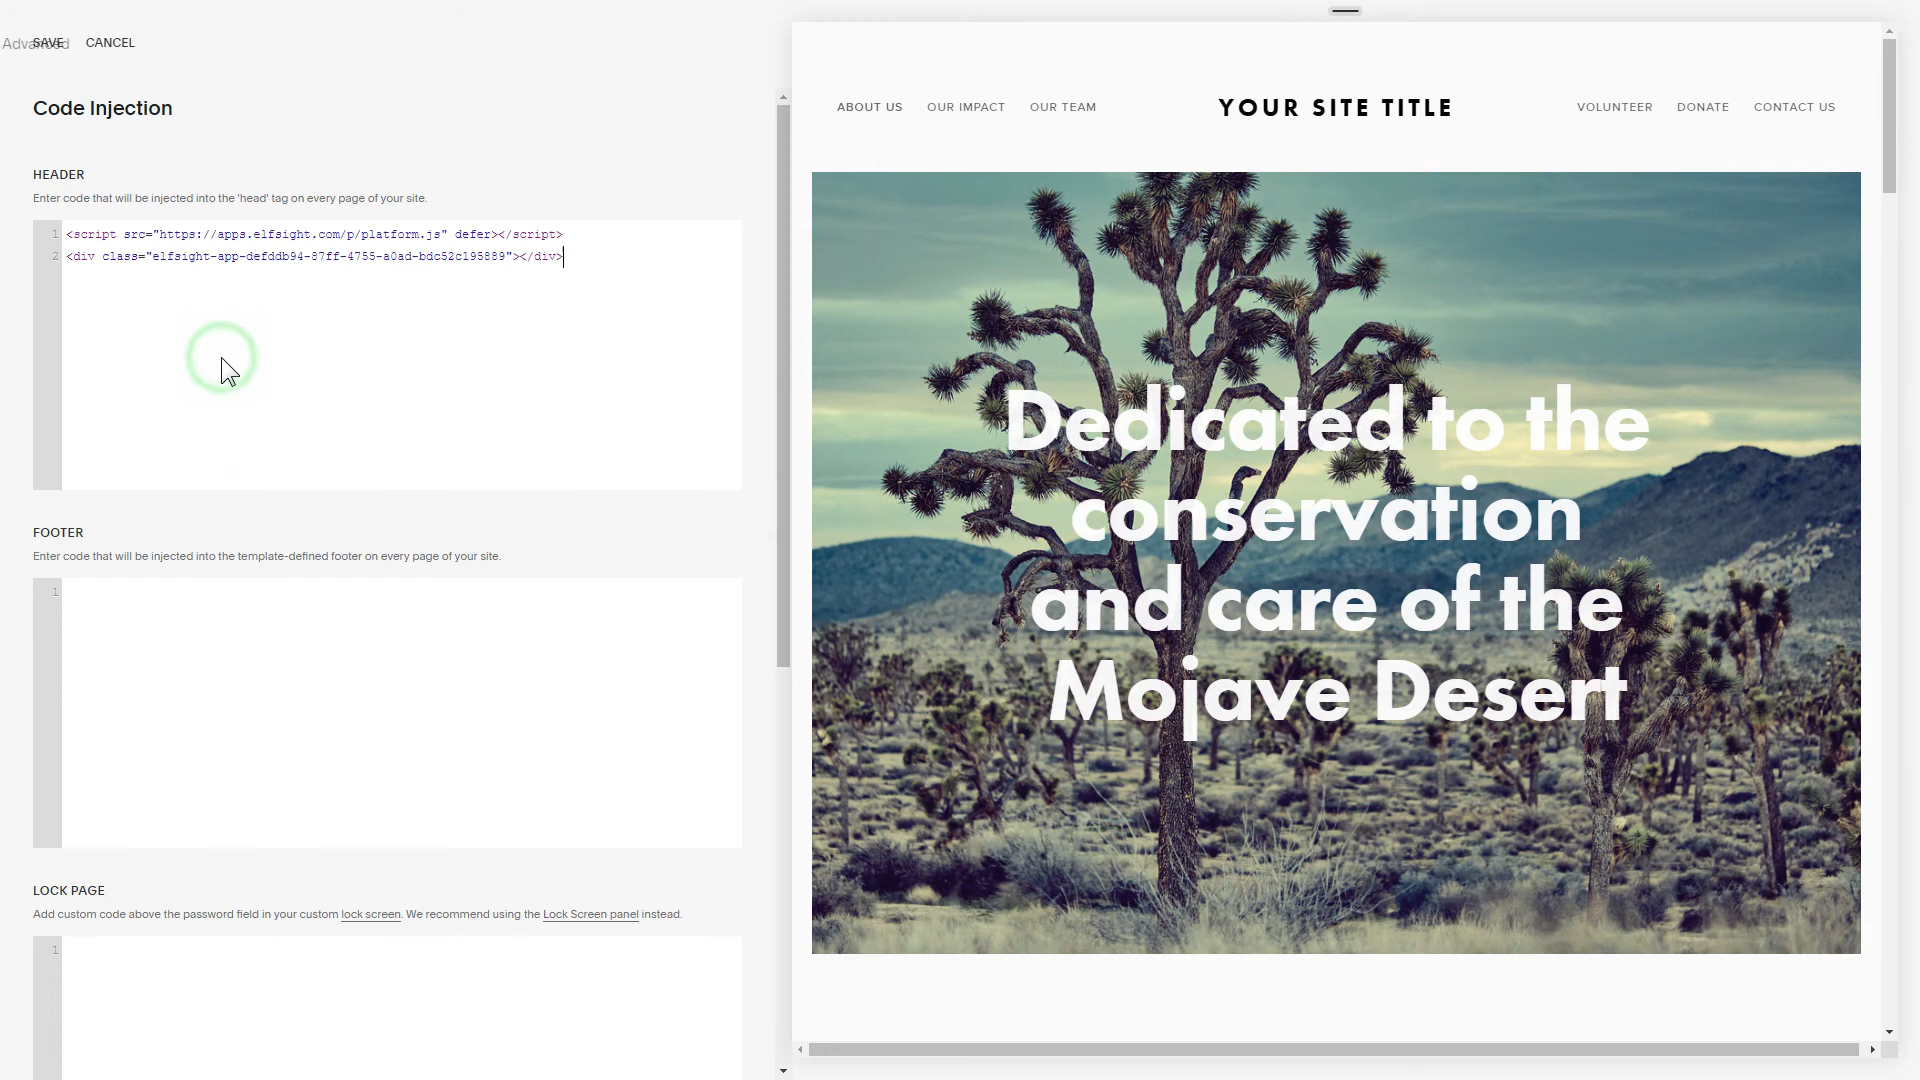 Advanced
SAVE CANCEL
Code Injection
HEADER
Enter code that will be injected into the 'head' tag on every page of your site.
1 <script src="https://apps.elfsight.com/p/platform.js" defer></script>
2 <div class="elfsight-app-defddb94-87ff-4755-a0ad-bdc52c195889"></div>
FOOTER
Enter code that will be injected into the template-defined footer on every page of your site.
1
LOCK PAGE
Add custom code above the password field in your custom lock screen. We recommend using the Lock Screen panel instead.
1
ABOUT US OUR IMPACT OUR TEAM YOUR SITE TITLE VOLUNTEER DONATE CONTACT US
Dedicated to the
conservation
and care of the
Mojave Desert